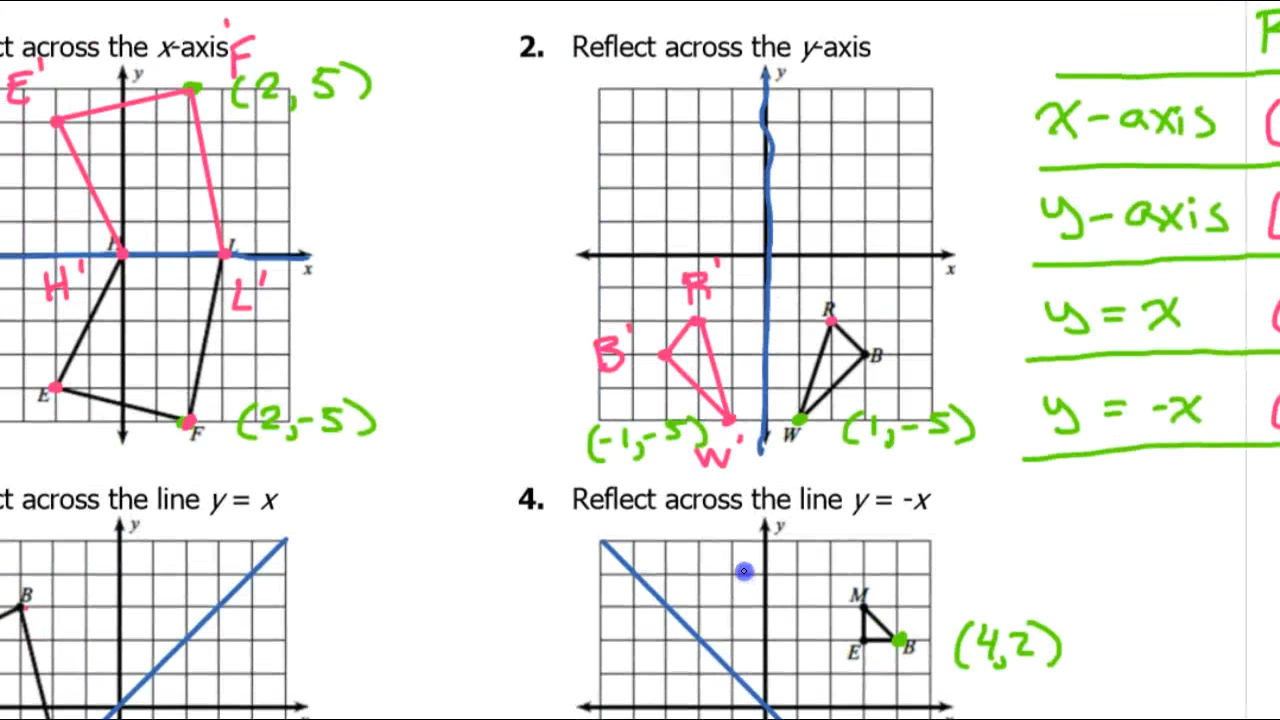 ct across the x-axis
2. Reflect across the y-axis
E'
F'
(2, 5)
y
x
H'
L
L'
E
F
(2, -5)
y
x
R'
B'
W'
(-1, -5)
R
B
W
(1, -5)
x-axis
y-axis
y = x
y = -x
ct across the line y = x
4. Reflect across the line y = -x
y
B
y
M
E
B
(4,2)